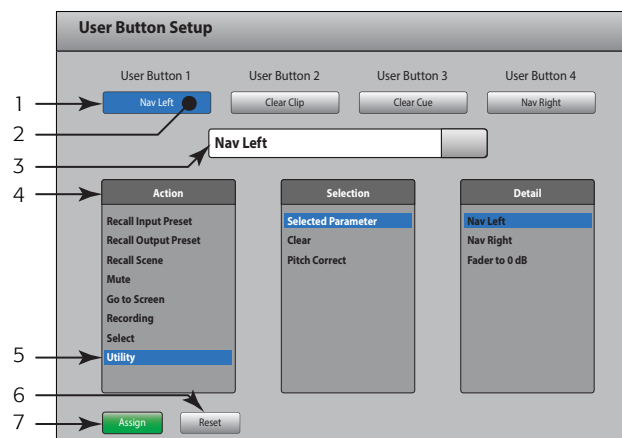 User Button Setup
User Button 1 User Button 2 User Button 3 User Button 4
1 Nav Left Clear Clip Clear Cue Nav Right
2
3 Nav Left
4 Action Selection Detail
Recall Input Preset Selected Parameter Nav Left
Recall Output Preset Clear Nav Right
Recall Scene Pitch Correct Fader to 0 dB
Mute
Go to Screen
Recording
Select
5 Utility
6
7 Assign Reset